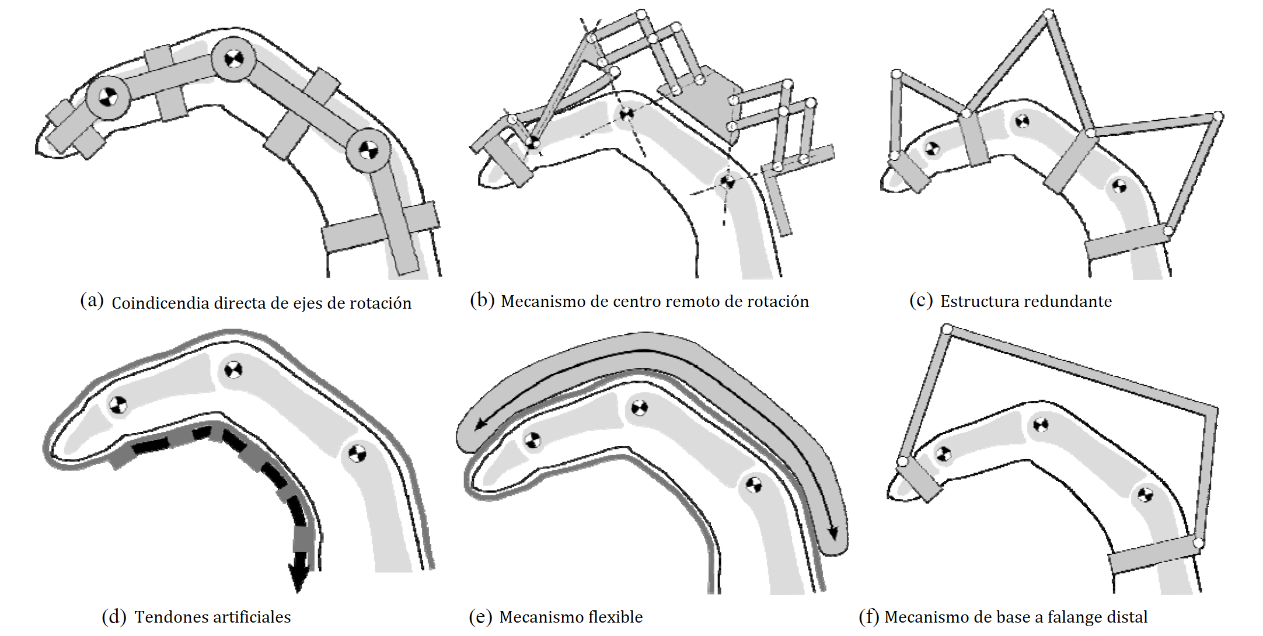 (a) Coindicendia directa de ejes de rotación
(b) Mecanismo de centro remoto de rotación
(c) Estructura redundante
(d) Tendones artificiales
(e) Mecanismo flexible
(f) Mecanismo de base a falange distal